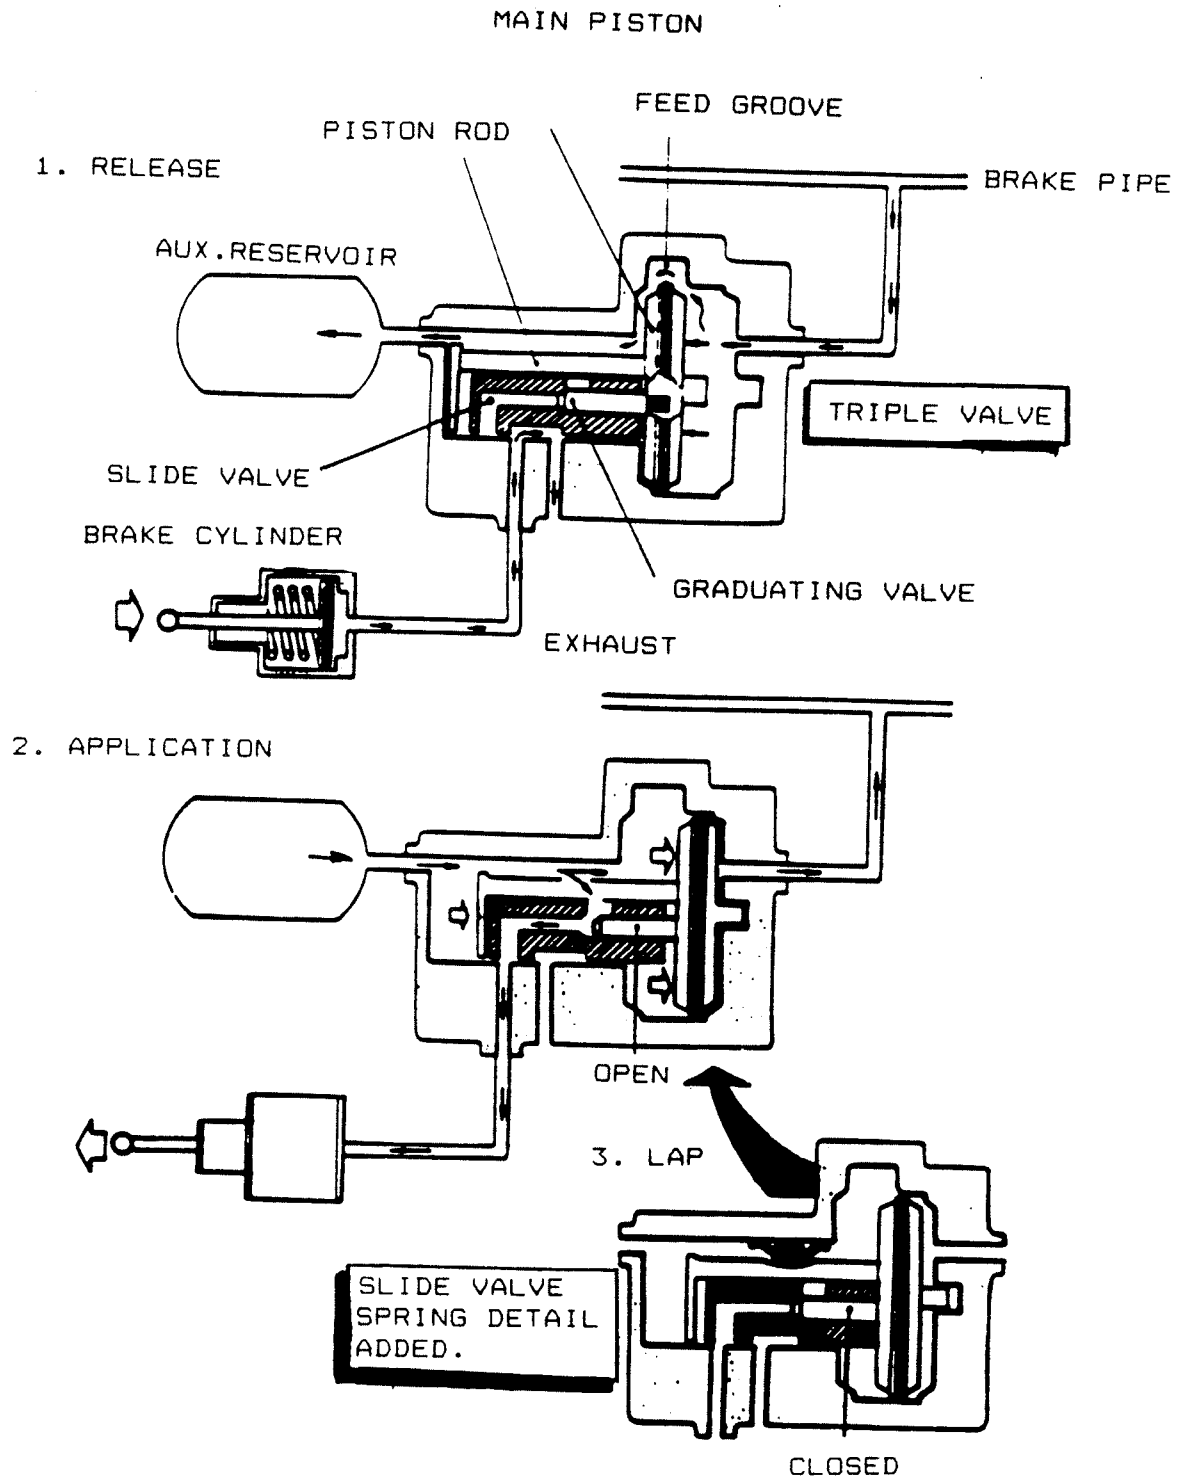 MAIN PISTON
FEED GROOVE
PISTON ROD
1. RELEASE
BRAKE PIPE
AUX.RESERVOIR
TRIPLE VALVE
SLIDE VALVE
BRAKE CYLINDER
GRADUATING VALVE
EXHAUST
2. APPLICATION
OPEN
3. LAP
SLIDE VALVE
SPRING DETAIL
ADDED.
CLOSED